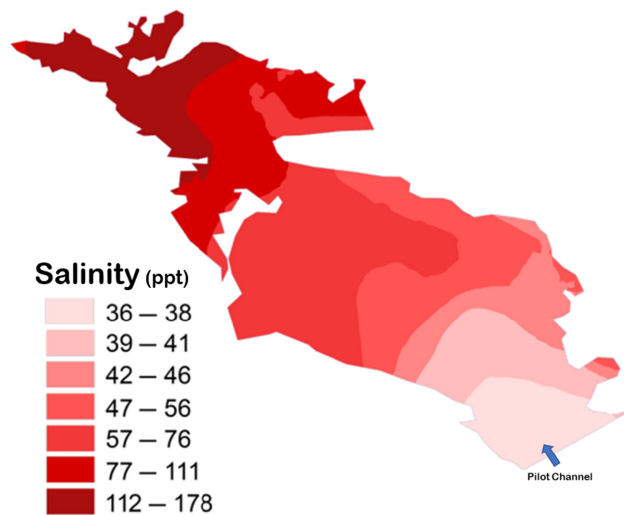 Salinity (ppt)
36 – 38
39 – 41
42 – 46
47 – 56
57 – 76
77 – 111
112 – 178
Pilot Channel